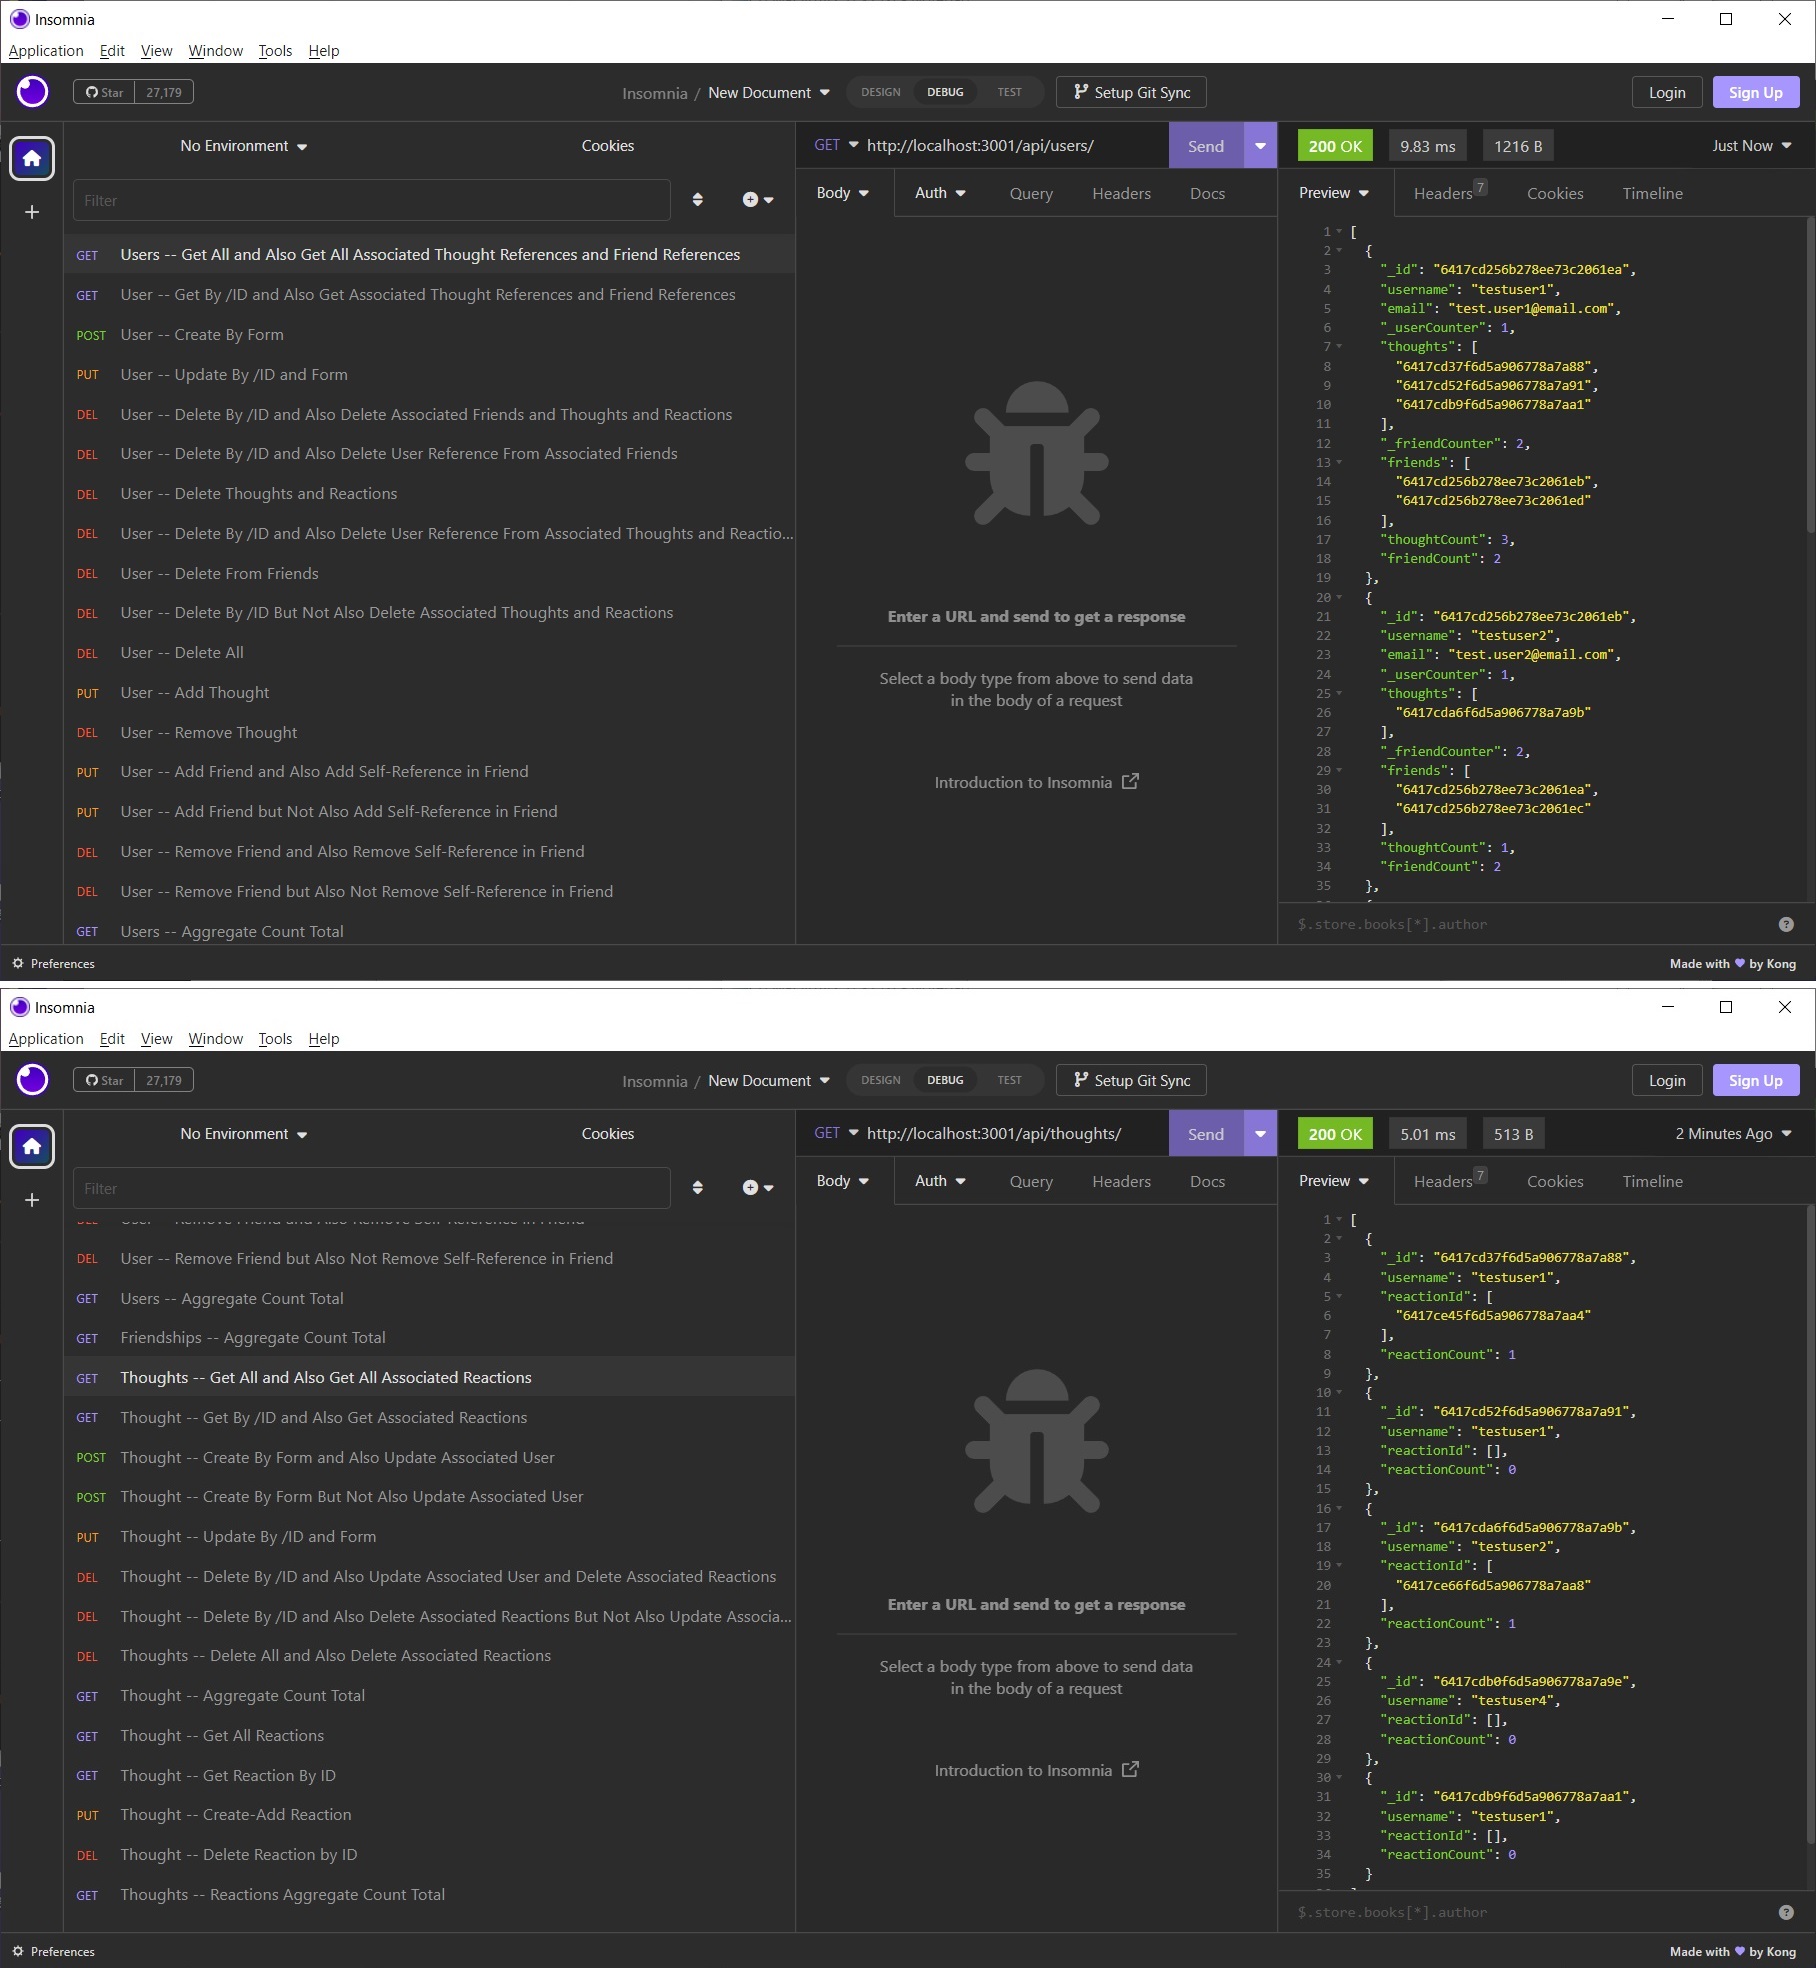 Insomnia
Application Edit View Window Tools Help
Star 27,179
Insomnia / New Document
DESIGN DEBUG TEST
Setup Git Sync
Login Sign Up
No Environment
Cookies
Filter
GET Users -- Get All and Also Get All Associated Thought References and Friend References
GET User -- Get By /ID and Also Get Associated Thought References and Friend References
POST User -- Create By Form
PUT User -- Update By /ID and Form
DEL User -- Delete By /ID and Also Delete Associated Friends and Thoughts and Reactions
DEL User -- Delete By /ID and Also Delete User Reference From Associated Friends
DEL User -- Delete Thoughts and Reactions
DEL User -- Delete By /ID and Also Delete User Reference From Associated Thoughts and Reactio...
DEL User -- Delete From Friends
DEL User -- Delete By /ID But Not Also Delete Associated Thoughts and Reactions
DEL User -- Delete All
PUT User -- Add Thought
DEL User -- Remove Thought
PUT User -- Add Friend and Also Add Self-Reference in Friend
PUT User -- Add Friend but Not Also Add Self-Reference in Friend
DEL User -- Remove Friend and Also Remove Self-Reference in Friend
DEL User -- Remove Friend but Also Not Remove Self-Reference in Friend
GET Users -- Aggregate Count Total
GET http://localhost:3001/api/users/ Send
Body Auth Query Headers Docs
Enter a URL and send to get a response
Select a body type from above to send data
in the body of a request
Introduction to Insomnia
200 OK 9.83 ms 1216 B Just Now
Preview Headers 7 Cookies Timeline
1 [
2 {
3 "_id": "6417cd256b278ee73c2061ea",
4 "username": "testuser1",
5 "email": "test.user1@email.com",
6 "_userCounter": 1,
7 "thoughts": [
8 "6417cd37f6d5a906778a7a88",
9 "6417cd52f6d5a906778a7a91",
10 "6417cdb9f6d5a906778a7aa1"
11 ],
12 "_friendCounter": 2,
13 "friends": [
14 "6417cd256b278ee73c2061eb",
15 "6417cd256b278ee73c2061ed"
16 ],
17 "thoughtCount": 3,
18 "friendCount": 2
19 },
20 {
21 "_id": "6417cd256b278ee73c2061eb",
22 "username": "testuser2",
23 "email": "test.user2@email.com",
24 "_userCounter": 1,
25 "thoughts": [
26 "6417cda6f6d5a906778a7a9b"
27 ],
28 "_friendCounter": 2,
29 "friends": [
30 "6417cd256b278ee73c2061ea",
31 "6417cd256b278ee73c2061ec"
32 ],
33 "thoughtCount": 1,
34 "friendCount": 2
35 },
$.store.books[*].author
Preferences
Made with ♥ by Kong
Insomnia
Application Edit View Window Tools Help
Star 27,179
Insomnia / New Document
DESIGN DEBUG TEST
Setup Git Sync
Login Sign Up
No Environment
Cookies
Filter
DEL User -- Remove Friend and Also Remove Self-Reference in Friend
DEL User -- Remove Friend but Also Not Remove Self-Reference in Friend
GET Users -- Aggregate Count Total
GET Friendships -- Aggregate Count Total
GET Thoughts -- Get All and Also Get All Associated Reactions
GET Thought -- Get By /ID and Also Get Associated Reactions
POST Thought -- Create By Form and Also Update Associated User
POST Thought -- Create By Form But Not Also Update Associated User
PUT Thought -- Update By /ID and Form
DEL Thought -- Delete By /ID and Also Update Associated User and Delete Associated Reactions
DEL Thought -- Delete By /ID and Also Delete Associated Reactions But Not Also Update Associa...
DEL Thoughts -- Delete All and Also Delete Associated Reactions
GET Thought -- Aggregate Count Total
GET Thought -- Get All Reactions
GET Thought -- Get Reaction By ID
PUT Thought -- Create-Add Reaction
DEL Thought -- Delete Reaction by ID
GET Thoughts -- Reactions Aggregate Count Total
GET http://localhost:3001/api/thoughts/ Send
Body Auth Query Headers Docs
Enter a URL and send to get a response
Select a body type from above to send data
in the body of a request
Introduction to Insomnia
200 OK 5.01 ms 513 B 2 Minutes Ago
Preview Headers 7 Cookies Timeline
1 [
2 {
3 "_id": "6417cd37f6d5a906778a7a88",
4 "username": "testuser1",
5 "reactionId": [
6 "6417ce45f6d5a906778a7aa4"
7 ],
8 "reactionCount": 1
9 },
10 {
11 "_id": "6417cd52f6d5a906778a7a91",
12 "username": "testuser1",
13 "reactionId": [],
14 "reactionCount": 0
15 },
16 {
17 "_id": "6417cda6f6d5a906778a7a9b",
18 "username": "testuser2",
19 "reactionId": [
20 "6417ce66f6d5a906778a7aa8"
21 ],
22 "reactionCount": 1
23 },
24 {
25 "_id": "6417cdb0f6d5a906778a7a9e",
26 "username": "testuser4",
27 "reactionId": [],
28 "reactionCount": 0
29 },
30 {
31 "_id": "6417cdb9f6d5a906778a7aa1",
32 "username": "testuser1",
33 "reactionId": [],
34 "reactionCount": 0
35 }
$.store.books[*].author
Preferences
Made with ♥ by Kong